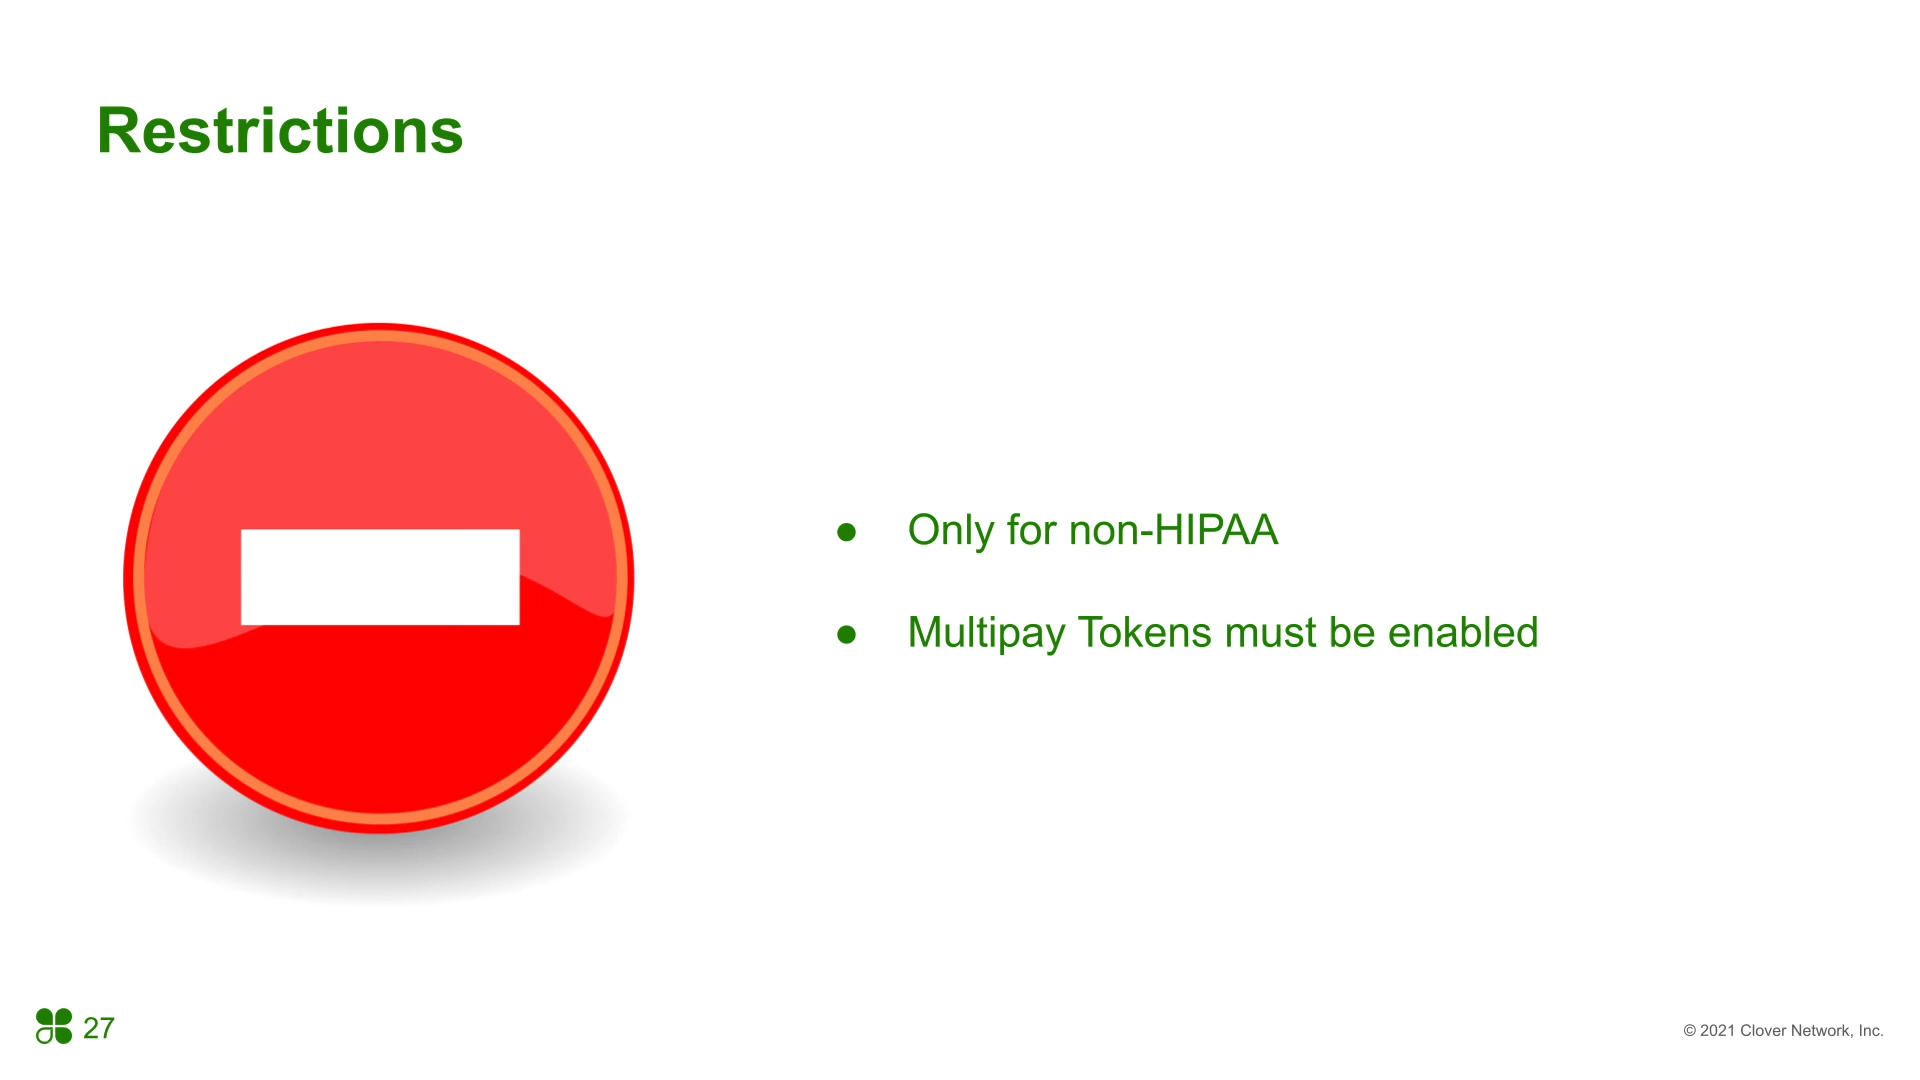 Restrictions
● Only for non-HIPAA
● Multipay Tokens must be enabled
27
© 2021 Clover Network, Inc.